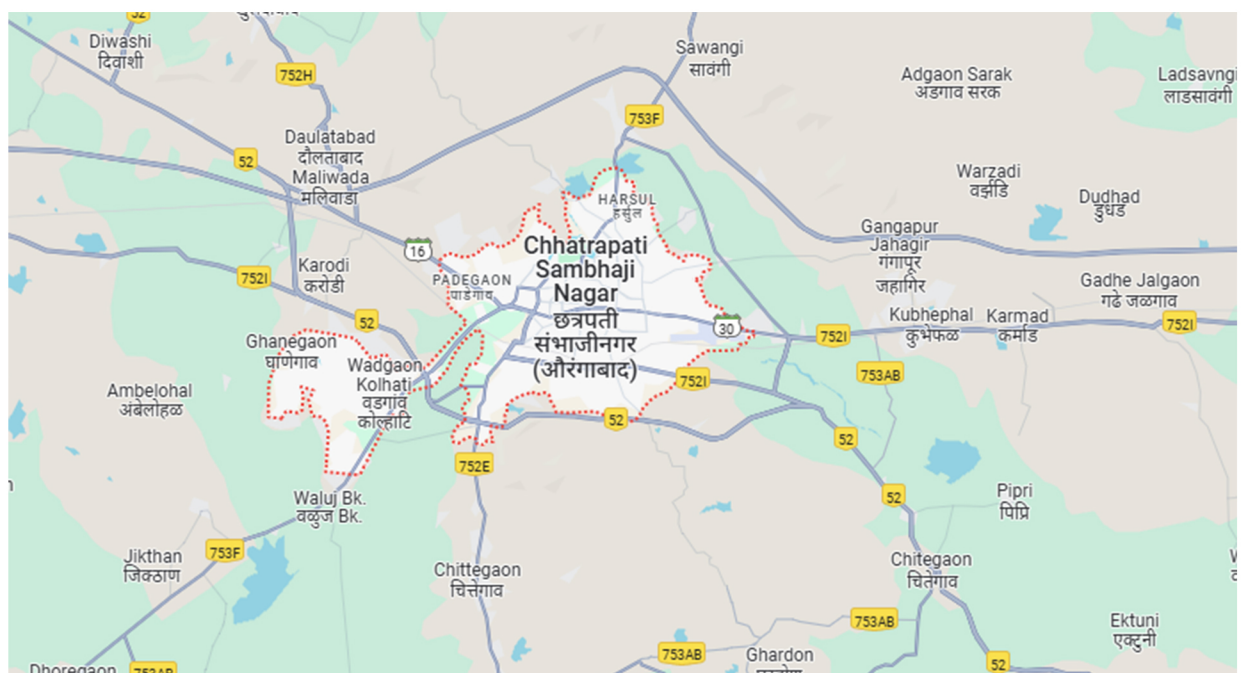 52
Diwashi
दिवाशी
752H
Sawangi
सावंगी
Adgaon Sarak
अडगाव सरक
Ladsavngi
लाडसावंगी
753F
Daulatabad
दौलताबाद
Maliwada
मलिवाडा
52
Warzadi
वर्झडि
Dudhad
डुधड
HARSUL
हर्सुल
16
Chhatrapati
Sambhaji
Nagar
छत्रपती
संभाजीनगर
(औरंगाबाद)
Gangapur
Jahagir
गंगापूर
जहागिर
Karodi
करोडी
752I
PADEGAON
पाडेगाव
Gadhe Jalgaon
गढे जळगाव
Kubhephal
कुभेफळ
Karmad
कर्माड
52
30
752I
752I
Ghanegaon
घाणेगाव
Wadgaon
Kolhati
वडगाव
कोल्हाटि
752I
753AB
Ambelohal
अंबेलोहळ
52
52
752E
52
Waluj Bk.
वळुज Bk.
Pipri
पिप्रि
753F
Jikthan
जिक्ठाण
Chittegaon
चित्तेगाव
Chitegaon
चितेगाव
753AB
Ektuni
एक्टुनी
753AB
Ghardon
52
Dhoregaon
753AB